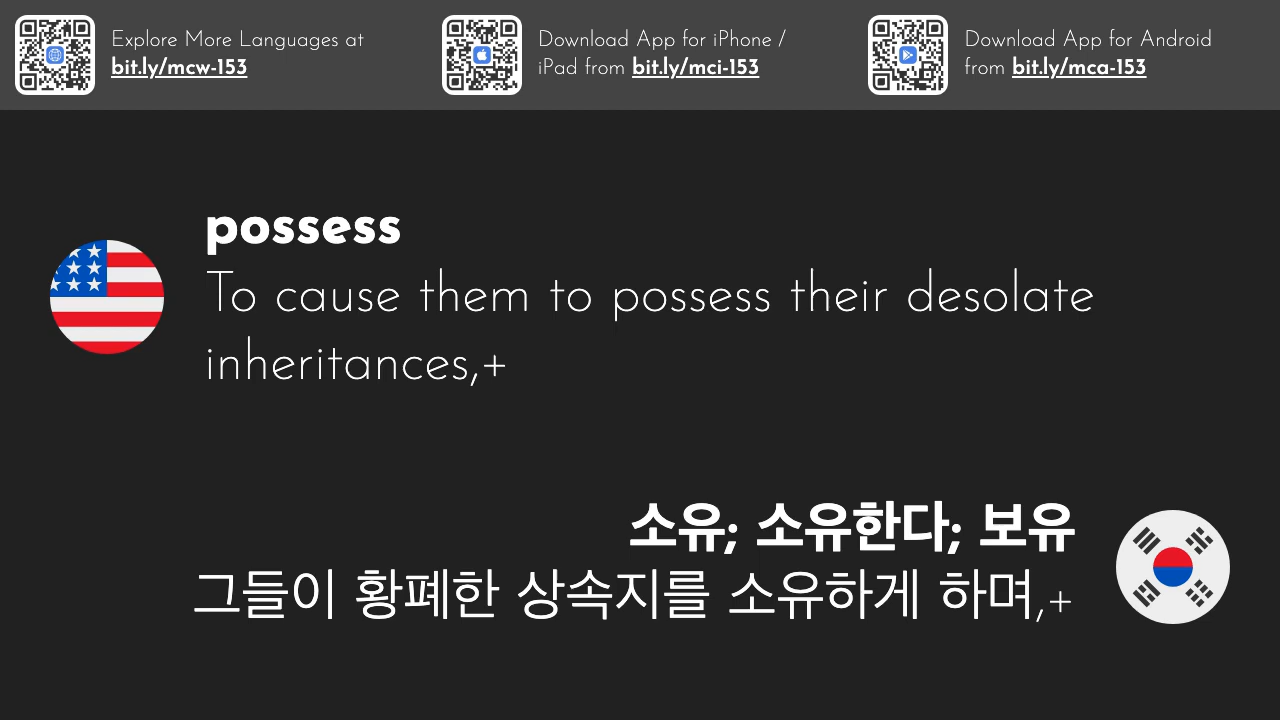 Explore More Languages at
bit.ly/mcw-153
Download App for iPhone /
iPad from bit.ly/mci-153
Download App for Android
from bit.ly/mca-153
possess
To cause them to possess their desolate
inheritances,+
소유; 소유한다; 보유
그들이 황폐한 상속지를 소유하게 하며,+